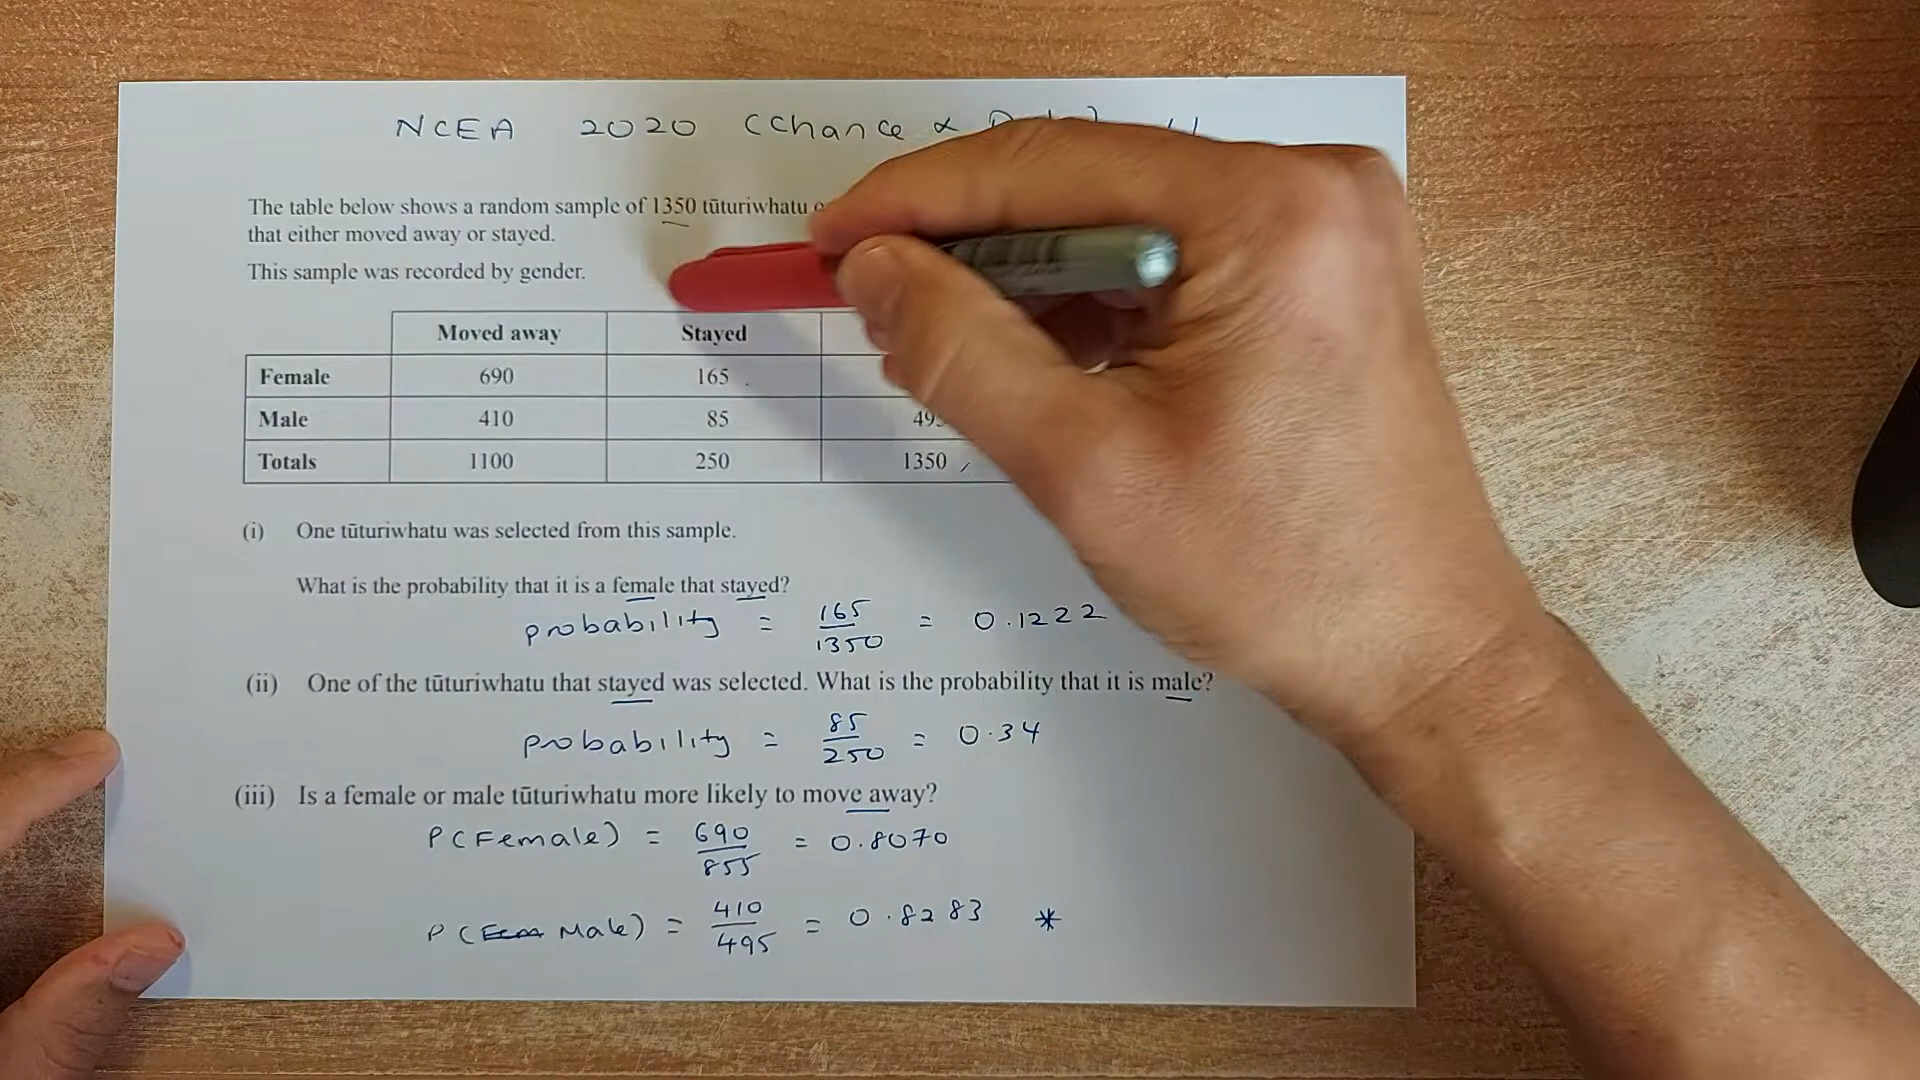 NCEA 2020 (Chance &
The table below shows a random sample of 1350 tūturiwhatu
that either moved away or stayed.
This sample was recorded by gender.
Moved away Stayed
Female 690 165
Male 410 85
Totals 1100 250 1350
(i) One tūturiwhatu was selected from this sample.
What is the probability that it is a female that stayed?
probability = 165/1350 = 0.1222
(ii) One of the tūturiwhatu that stayed was selected. What is the probability that it is male?
probability = 85/250 = 0.34
(iii) Is a female or male tūturiwhatu more likely to move away?
P(Female) = 690/855 = 0.8070
P(Male) = 410/495 = 0.8283 *